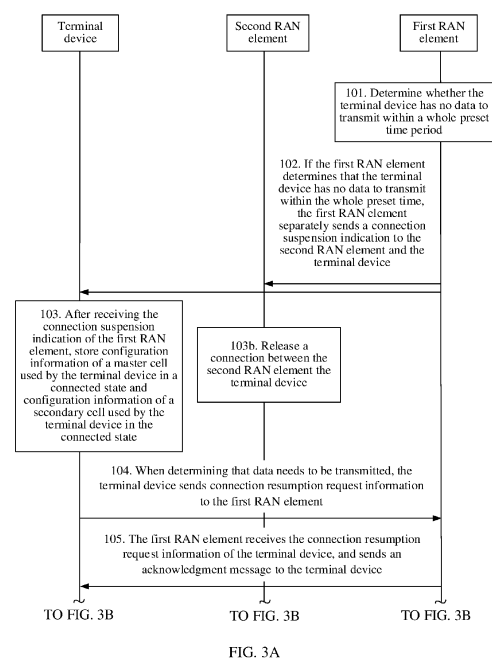 Terminal
device
Second RAN
element
First RAN
element
101. Determine whether the
terminal device has no data to
transmit within a whole preset
time period
102. If the first RAN element
determines that the terminal
device has no data to transmit
within the whole preset time,
the first RAN element
separately sends a connection
suspension indication to the
second RAN element and the
terminal device
103. After receiving the
connection suspension
indication of the first RAN
element, store configuration
information of a master cell
used by the terminal device in a
connected state and
configuration information of a
secondary cell used by the
terminal device in the
connected state
103b. Release a
connection between the
second RAN element the
terminal device
104. When determining that data needs to be transmitted, the
terminal device sends connection resumption request information
to the first RAN element
105. The first RAN element receives the connection resumption
request information of the terminal device, and sends an
acknowledgment message to the terminal device
TO FIG. 3B
TO FIG. 3B
TO FIG. 3B
FIG. 3A